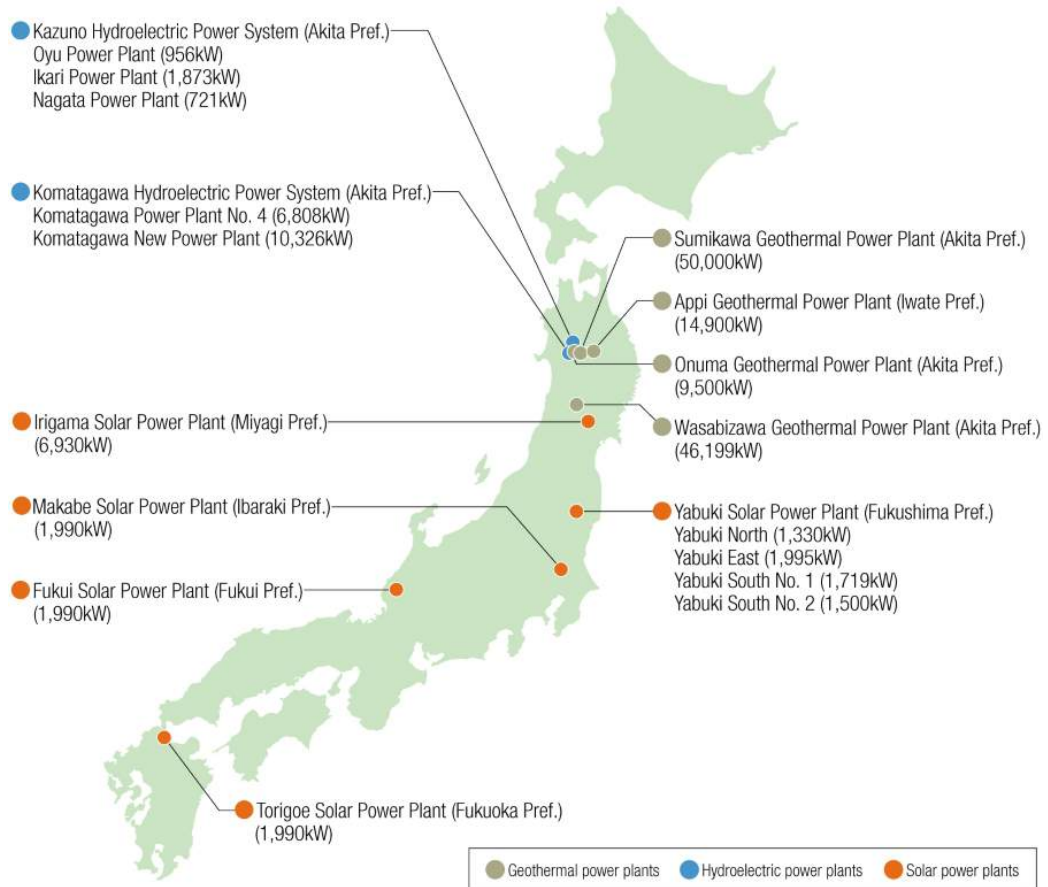 Kazuno Hydroelectric Power System (Akita Pref.)
Oyu Power Plant (956kW)
Ikari Power Plant (1,873kW)
Nagata Power Plant (721kW)
Komatagawa Hydroelectric Power System (Akita Pref.)
Komatagawa Power Plant No. 4 (6,808kW)
Komatagawa New Power Plant (10,326kW)
Sumikawa Geothermal Power Plant (Akita Pref.)
(50,000kW)
Appi Geothermal Power Plant (Iwate Pref.)
(14,900kW)
Onuma Geothermal Power Plant (Akita Pref.)
(9,500kW)
Wasabizawa Geothermal Power Plant (Akita Pref.)
(46,199kW)
Irigama Solar Power Plant (Miyagi Pref.)
(6,930kW)
Makabe Solar Power Plant (Ibaraki Pref.)
(1,990kW)
Yabuki Solar Power Plant (Fukushima Pref.)
Yabuki North (1,330kW)
Yabuki East (1,995kW)
Yabuki South No. 1 (1,719kW)
Yabuki South No. 2 (1,500kW)
Fukui Solar Power Plant (Fukui Pref.)
(1,990kW)
Torigoe Solar Power Plant (Fukuoka Pref.)
(1,990kW)
Geothermal power plants Hydroelectric power plants Solar power plants